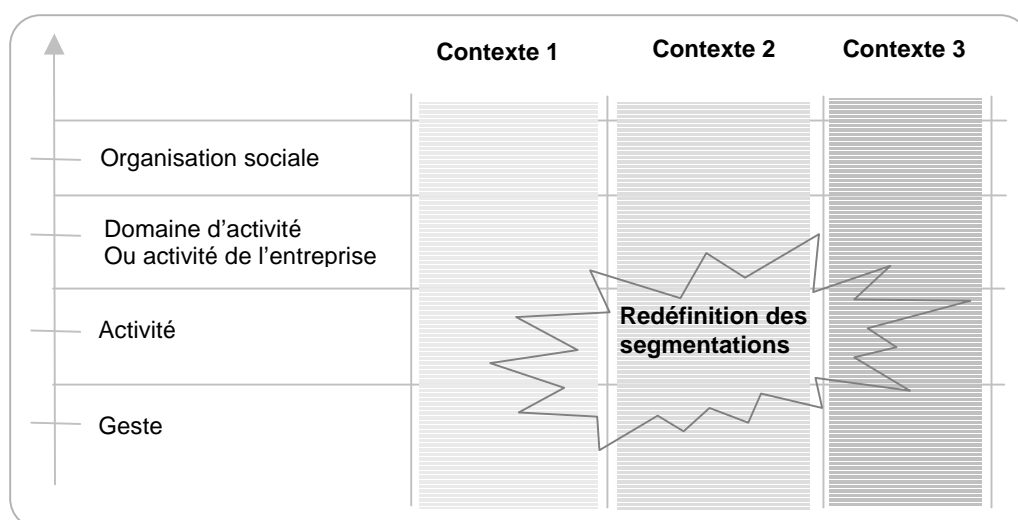 Contexte 1
Contexte 2
Contexte 3
Organisation sociale
Domaine d'activité
Ou activité de l'entreprise
Redéfinition des
segmentations
Activité
Geste